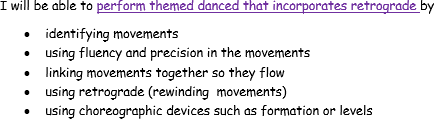 I will be able to perform themed danced that incorporates retrograde by
• identifying movements
• using fluency and precision in the movements
• linking movements together so they flow
• using retrograde (rewinding movements)
• using choreographic devices such as formation or levels